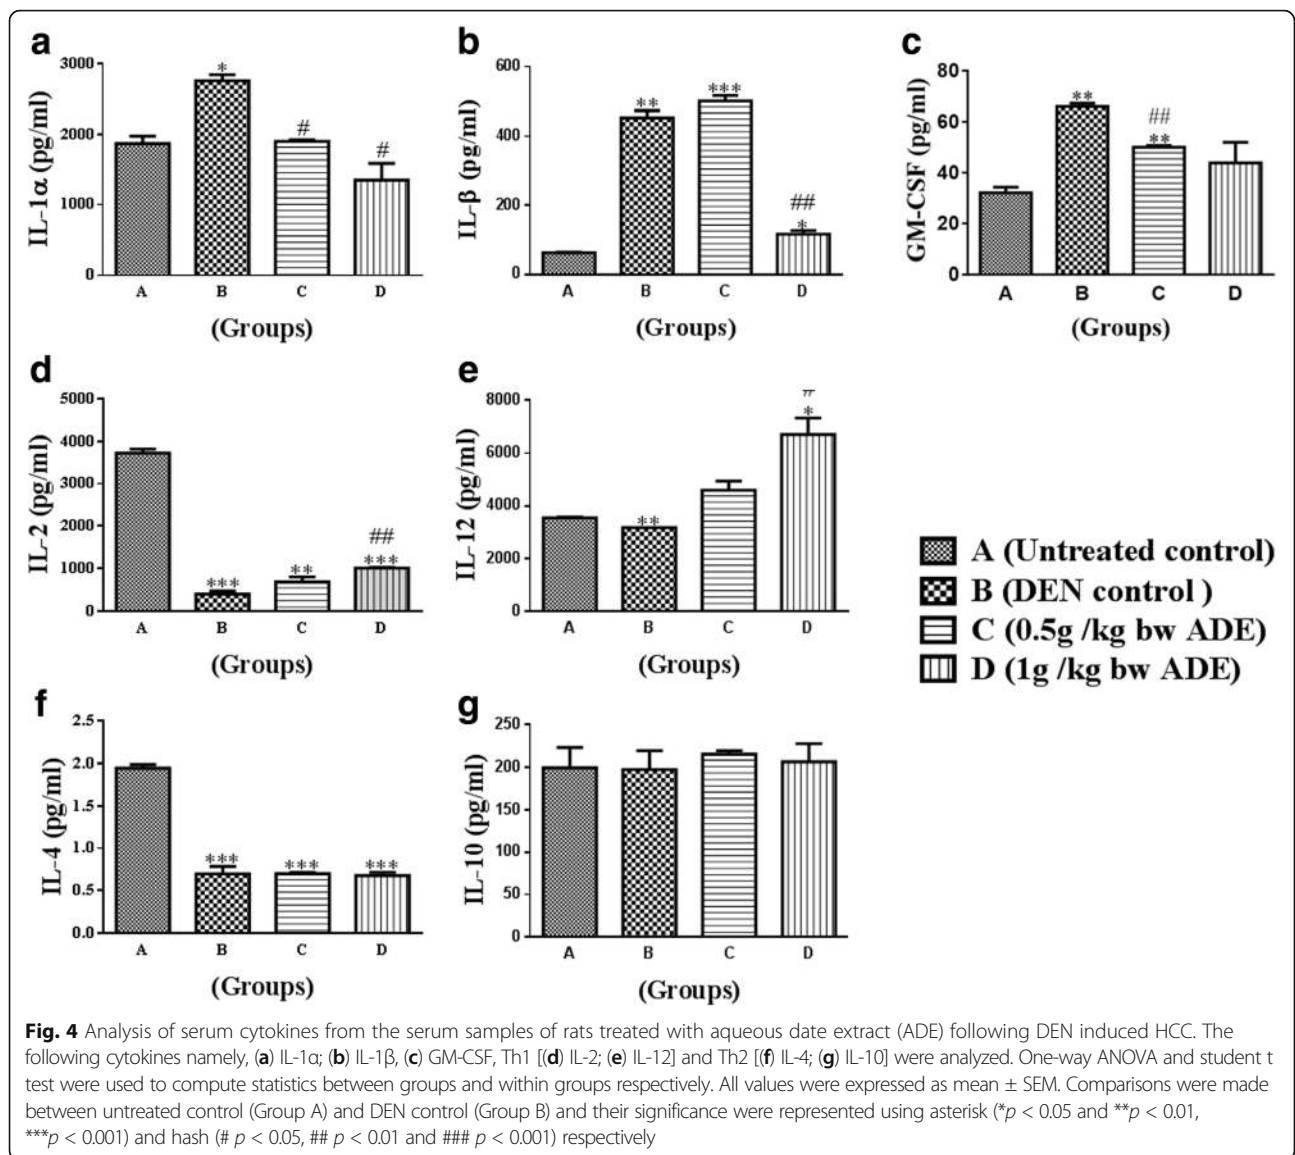 a
3000
2000
1000
0
IL-1α (pg/ml)
*
#
#
A B C D
(Groups)
b
600
400
200
0
IL-β (pg/ml)
**
***
##
*
A B C D
(Groups)
c
80
60
40
20
0
GM-CSF (pg/ml)
**
##
**
A B C D
(Groups)
d
5000
4000
3000
2000
1000
0
IL-2 (pg/ml)
***
**
##
***
A B C D
(Groups)
e
8000
6000
4000
2000
0
IL-12 (pg/ml)
**
*
A B C D
(Groups)
A (Untreated control)
B (DEN control )
C (0.5g /kg bw ADE)
D (1g /kg bw ADE)
f
2.5
2.0
1.5
1.0
0.5
0.0
IL-4 (pg/ml)
***
***
***
A B C D
(Groups)
g
250
200
150
100
50
0
IL-10 (pg/ml)
A B C D
(Groups)
Fig. 4 Analysis of serum cytokines from the serum samples of rats treated with aqueous date extract (ADE) following DEN induced HCC. The
following cytokines namely, (a) IL-1α; (b) IL-1β, (c) GM-CSF, Th1 [(d) IL-2; (e) IL-12] and Th2 [(f) IL-4; (g) IL-10] were analyzed. One-way ANOVA and student t
test were used to compute statistics between groups and within groups respectively. All values were expressed as mean ± SEM. Comparisons were made
between untreated control (Group A) and DEN control (Group B) and their significance were represented using asterisk (*p < 0.05 and **p < 0.01,
***p < 0.001) and hash (# p < 0.05, ## p < 0.01 and ### p < 0.001) respectively